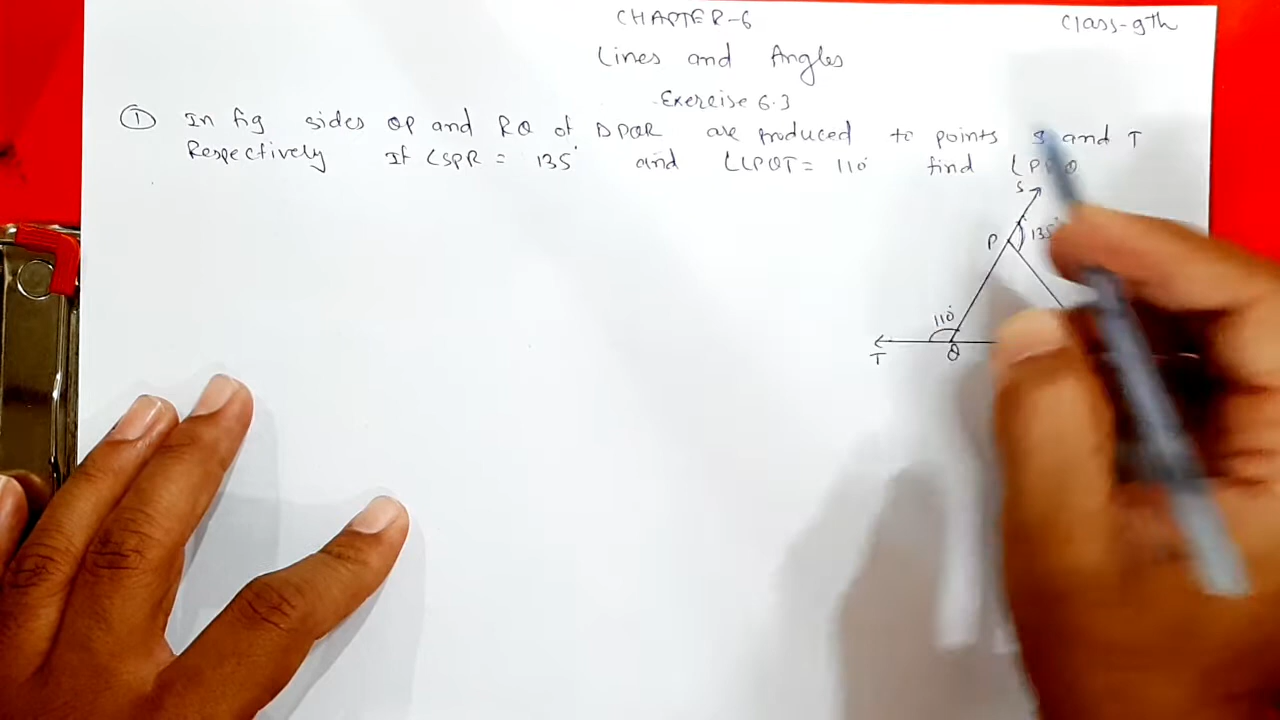 CHAPTER-6
Class-9th
Lines and Angles
Exercise 6.3
① In fig sides QP and RQ of ΔPQR are produced to points S and T
Respectively If ∠SPR = 135° and ∠LPQT = 110° find
S
P 135°
110°
T Q